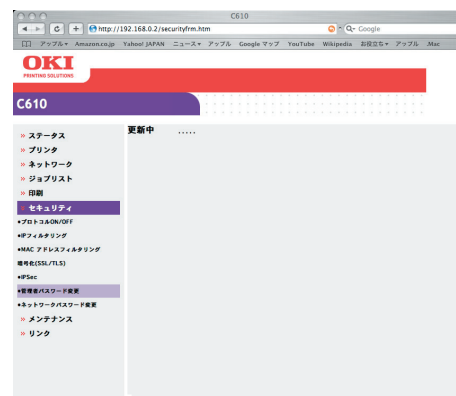 C610
http://192.168.0.2/securityfrm.htm
Q- Google
アップル Amazon.co.jp Yahoo! JAPAN ニュース アップル Google マップ YouTube Wikipedia お役立ち アップル .Mac
OKI
PRINTING SOLUTIONS
C610
» ステータス
» プリンタ
» ネットワーク
» ジョブリスト
» 印刷
» セキュリティ
•プロトコルON/OFF
•IPフィルタリング
•MAC アドレスフィルタリング
暗号化(SSL/TLS)
•IPSec
•管理者パスワード変更
•ネットワークパスワード変更
» メンテナンス
» リンク
更新中 .....